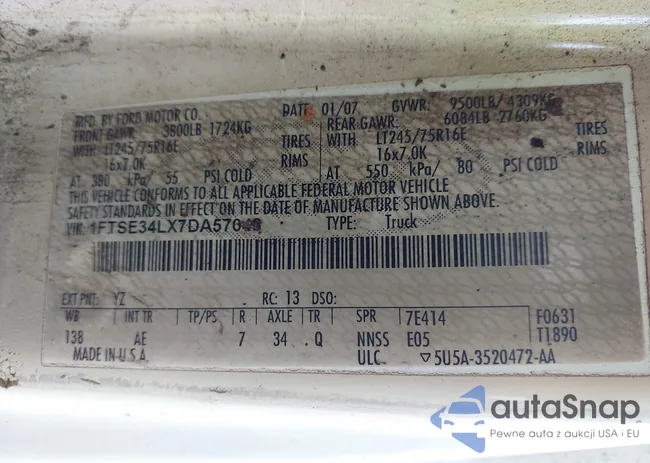 MFD. BY FORD MOTOR CO.
DATE: 01/07 GVWR: 9500LB/ 4309KG
FRONT GAWR: 3800LB 1724KG REAR GAWR: 6084LB 2760KG
WITH LT245/75R16E TIRES WITH LT245/75R16E TIRES
16x7.0K RIMS 16x7.0K RIMS
AT 380 kPa/ 55 PSI COLD AT 550 kPa/ 80 PSI COLD
THIS VEHICLE CONFORMS TO ALL APPLICABLE FEDERAL MOTOR VEHICLE
SAFETY STANDARDS IN EFFECT ON THE DATE OF MANUFACTURE SHOWN ABOVE.
VIN: TYPE: Truck
EXT PNT: YZ RC: 13 DSO:
WB INT TR TP/PS R AXLE TR SPR 7E414 F0631
138 AE 7 34 Q NNSS E05 T1890
MADE IN U.S.A. ULC ▽5U5A-3520472-AA
autaSnap
Pewne auta z aukcji USA i EU